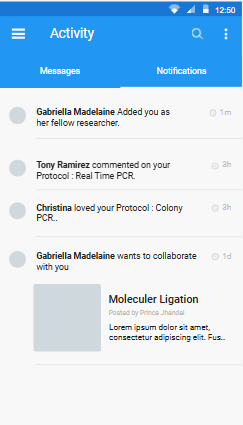 12:50
Activity
Messages Notifications
Gabriella Madelaine Added you as 1m
her fellow researcher.
Tony Ramirez commented on your 3h
Protocol : Real Time PCR.
Christina loved your Protocol : Colony 3h
PCR..
Gabriella Madelaine wants to collaborate 1d
with you
Moleculer Ligation
Posted by Prince Jhandal
Lorem ipsum dolor sit amet,
consectetur adipiscing elit. Fus..